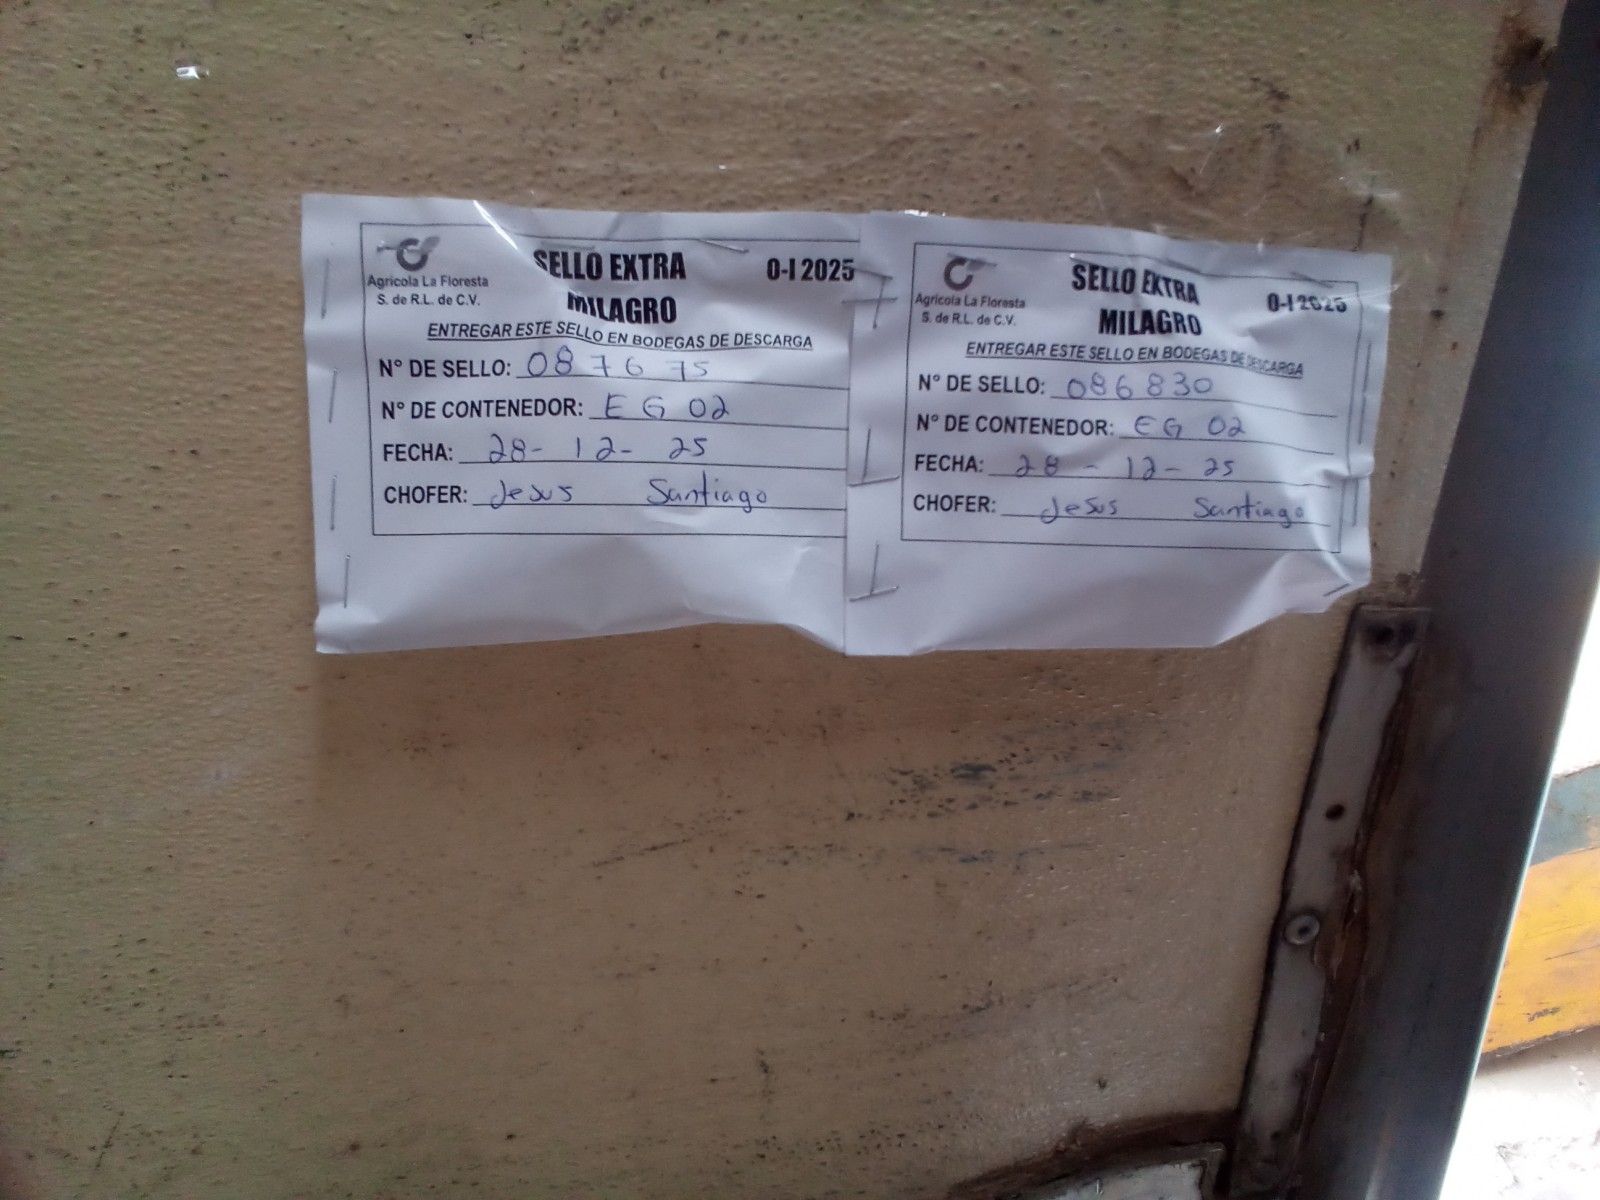 Agricola La Floresta
S. de R.L. de C.V.
SELLO EXTRA
MILAGRO
O-I 2025
ENTREGAR ESTE SELLO EN BODEGAS DE DESCARGA
N° DE SELLO: 087675
N° DE CONTENEDOR: EG 02
FECHA: 28-12-25
CHOFER: Jesus Santiago
Agricola La Floresta
S. de R.L. de C.V.
SELLO EXTRA
MILAGRO
O-I 2025
ENTREGAR ESTE SELLO EN BODEGAS DE DESCARGA
N° DE SELLO: 086830
N° DE CONTENEDOR: EG 02
FECHA: 28-12-25
CHOFER: Jesus Santiago